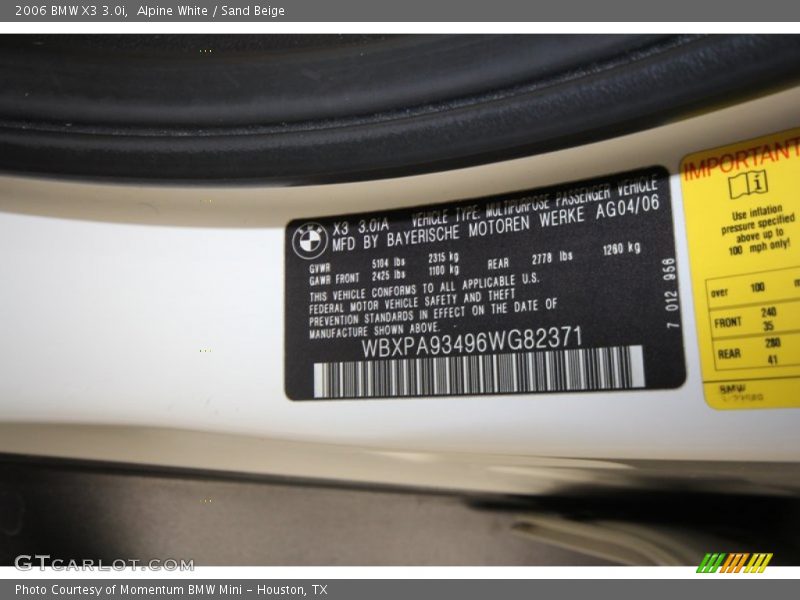 2006 BMW X3 3.0i,  Alpine White / Sand Beige
X3 3.0iA VEHICLE TYPE MULTIPURPOSE PASSENGER VEHICLE
MFD BY BAYERISCHE MOTOREN WERKE AG 04/06
GVWR 5104 lbs 2315 kg
GAWR FRONT 2425 lbs 1100 kg REAR 2778 lbs 1260 kg
THIS VEHICLE CONFORMS TO ALL APPLICABLE U.S.
FEDERAL MOTOR VEHICLE SAFETY AND THEFT
PREVENTION STANDARDS IN EFFECT ON THE DATE OF
MANUFACTURE SHOWN ABOVE.
WBXPA93496WG82371
7 012 956
IMPORTANT
i
Use inflation
pressure specified
above up to
100 mph only!
over 100
FRONT 240
35
REAR 280
41
BMW
GTCARLOT.COM
Photo Courtesy of Momentum BMW Mini - Houston, TX